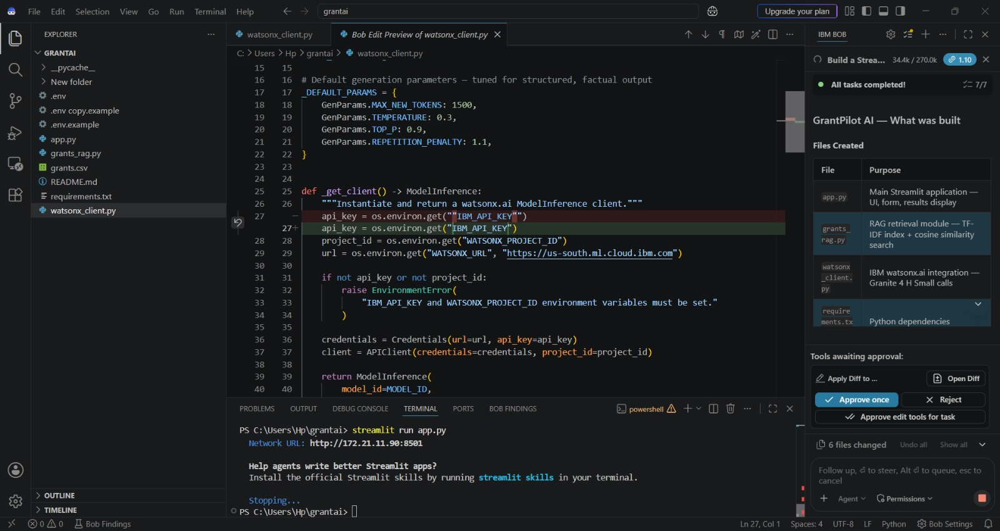 File Edit Selection View Go Run Terminal Help
grantai
Upgrade your plan
EXPLORER
GRANTAI
__pycache__
New folder
.env
.env copy.example
.env.example
app.py
grants_rag.py
grants.csv
README.md
requirements.txt
watsonx_client.py
OUTLINE
TIMELINE
watsonx_client.py
Bob Edit Preview of watsonx_client.py
C: > Users > Hp > grantai > watsonx_client.py
15 15
16 16 # Default generation parameters — tuned for structured, factual output
17 17 _DEFAULT_PARAMS = {
18 18 GenParams.MAX_NEW_TOKENS: 1500,
19 19 GenParams.TEMPERATURE: 0.3,
20 20 GenParams.TOP_P: 0.9,
21 21 GenParams.REPETITION_PENALTY: 1.1,
22 22 }
23 23
24 24
25 25 def _get_client() -> ModelInference:
26 26 """Instantiate and return a watsonx.ai ModelInference client."""
27 — api_key = os.environ.get(""IBM_API_KEY"")
27+ api_key = os.environ.get("IBM_API_KEY")
28 28 project_id = os.environ.get("WATSONX_PROJECT_ID")
29 29 url = os.environ.get("WATSONX_URL", "https://us-south.ml.cloud.ibm.com")
30 30
31 31 if not api_key or not project_id:
32 32 raise EnvironmentError(
33 33 "IBM_API_KEY and WATSONX_PROJECT_ID environment variables must be set."
34 34 )
35 35
36 36 credentials = Credentials(url=url, api_key=api_key)
37 37 client = APIClient(credentials=credentials, project_id=project_id)
38 38
39 39 return ModelInference(
40 40 model_id=MODEL_ID,
PROBLEMS OUTPUT DEBUG CONSOLE TERMINAL PORTS BOB FINDINGS
powershell
PS C:\Users\Hp\grantai> streamlit run app.py
Network URL: http://172.21.11.90:8501
Help agents write better Streamlit apps?
Install the official Streamlit skills by running streamlit skills in your terminal.
Stopping...
PS C:\Users\Hp\grantai>
IBM BOB
Build a Strea... 34.4k / 270.0k 1.10
All tasks completed! 7/7
GrantPilot AI — What was built
Files Created
File Purpose
app.py
Main Streamlit application —
UI, form, results display
grants_
rag.py
RAG retrieval module — TF-
IDF index + cosine similarity
search
watsonx
_client.
py
IBM watsonx.ai integration —
Granite 4 H Small calls
require
ments.tx
Python dependencies
Tools awaiting approval:
Apply Diff to ... Open Diff
Approve once Reject
Approve edit tools for task
6 files changed Undo all Show all
Follow up, ⏎ to steer, Alt ⏎ to queue, esc to
cancel
Agent Permissions
0 0 Bob Findings
Ln 27, Col 1 Spaces: 4 UTF-8 LF Python Bob Settings